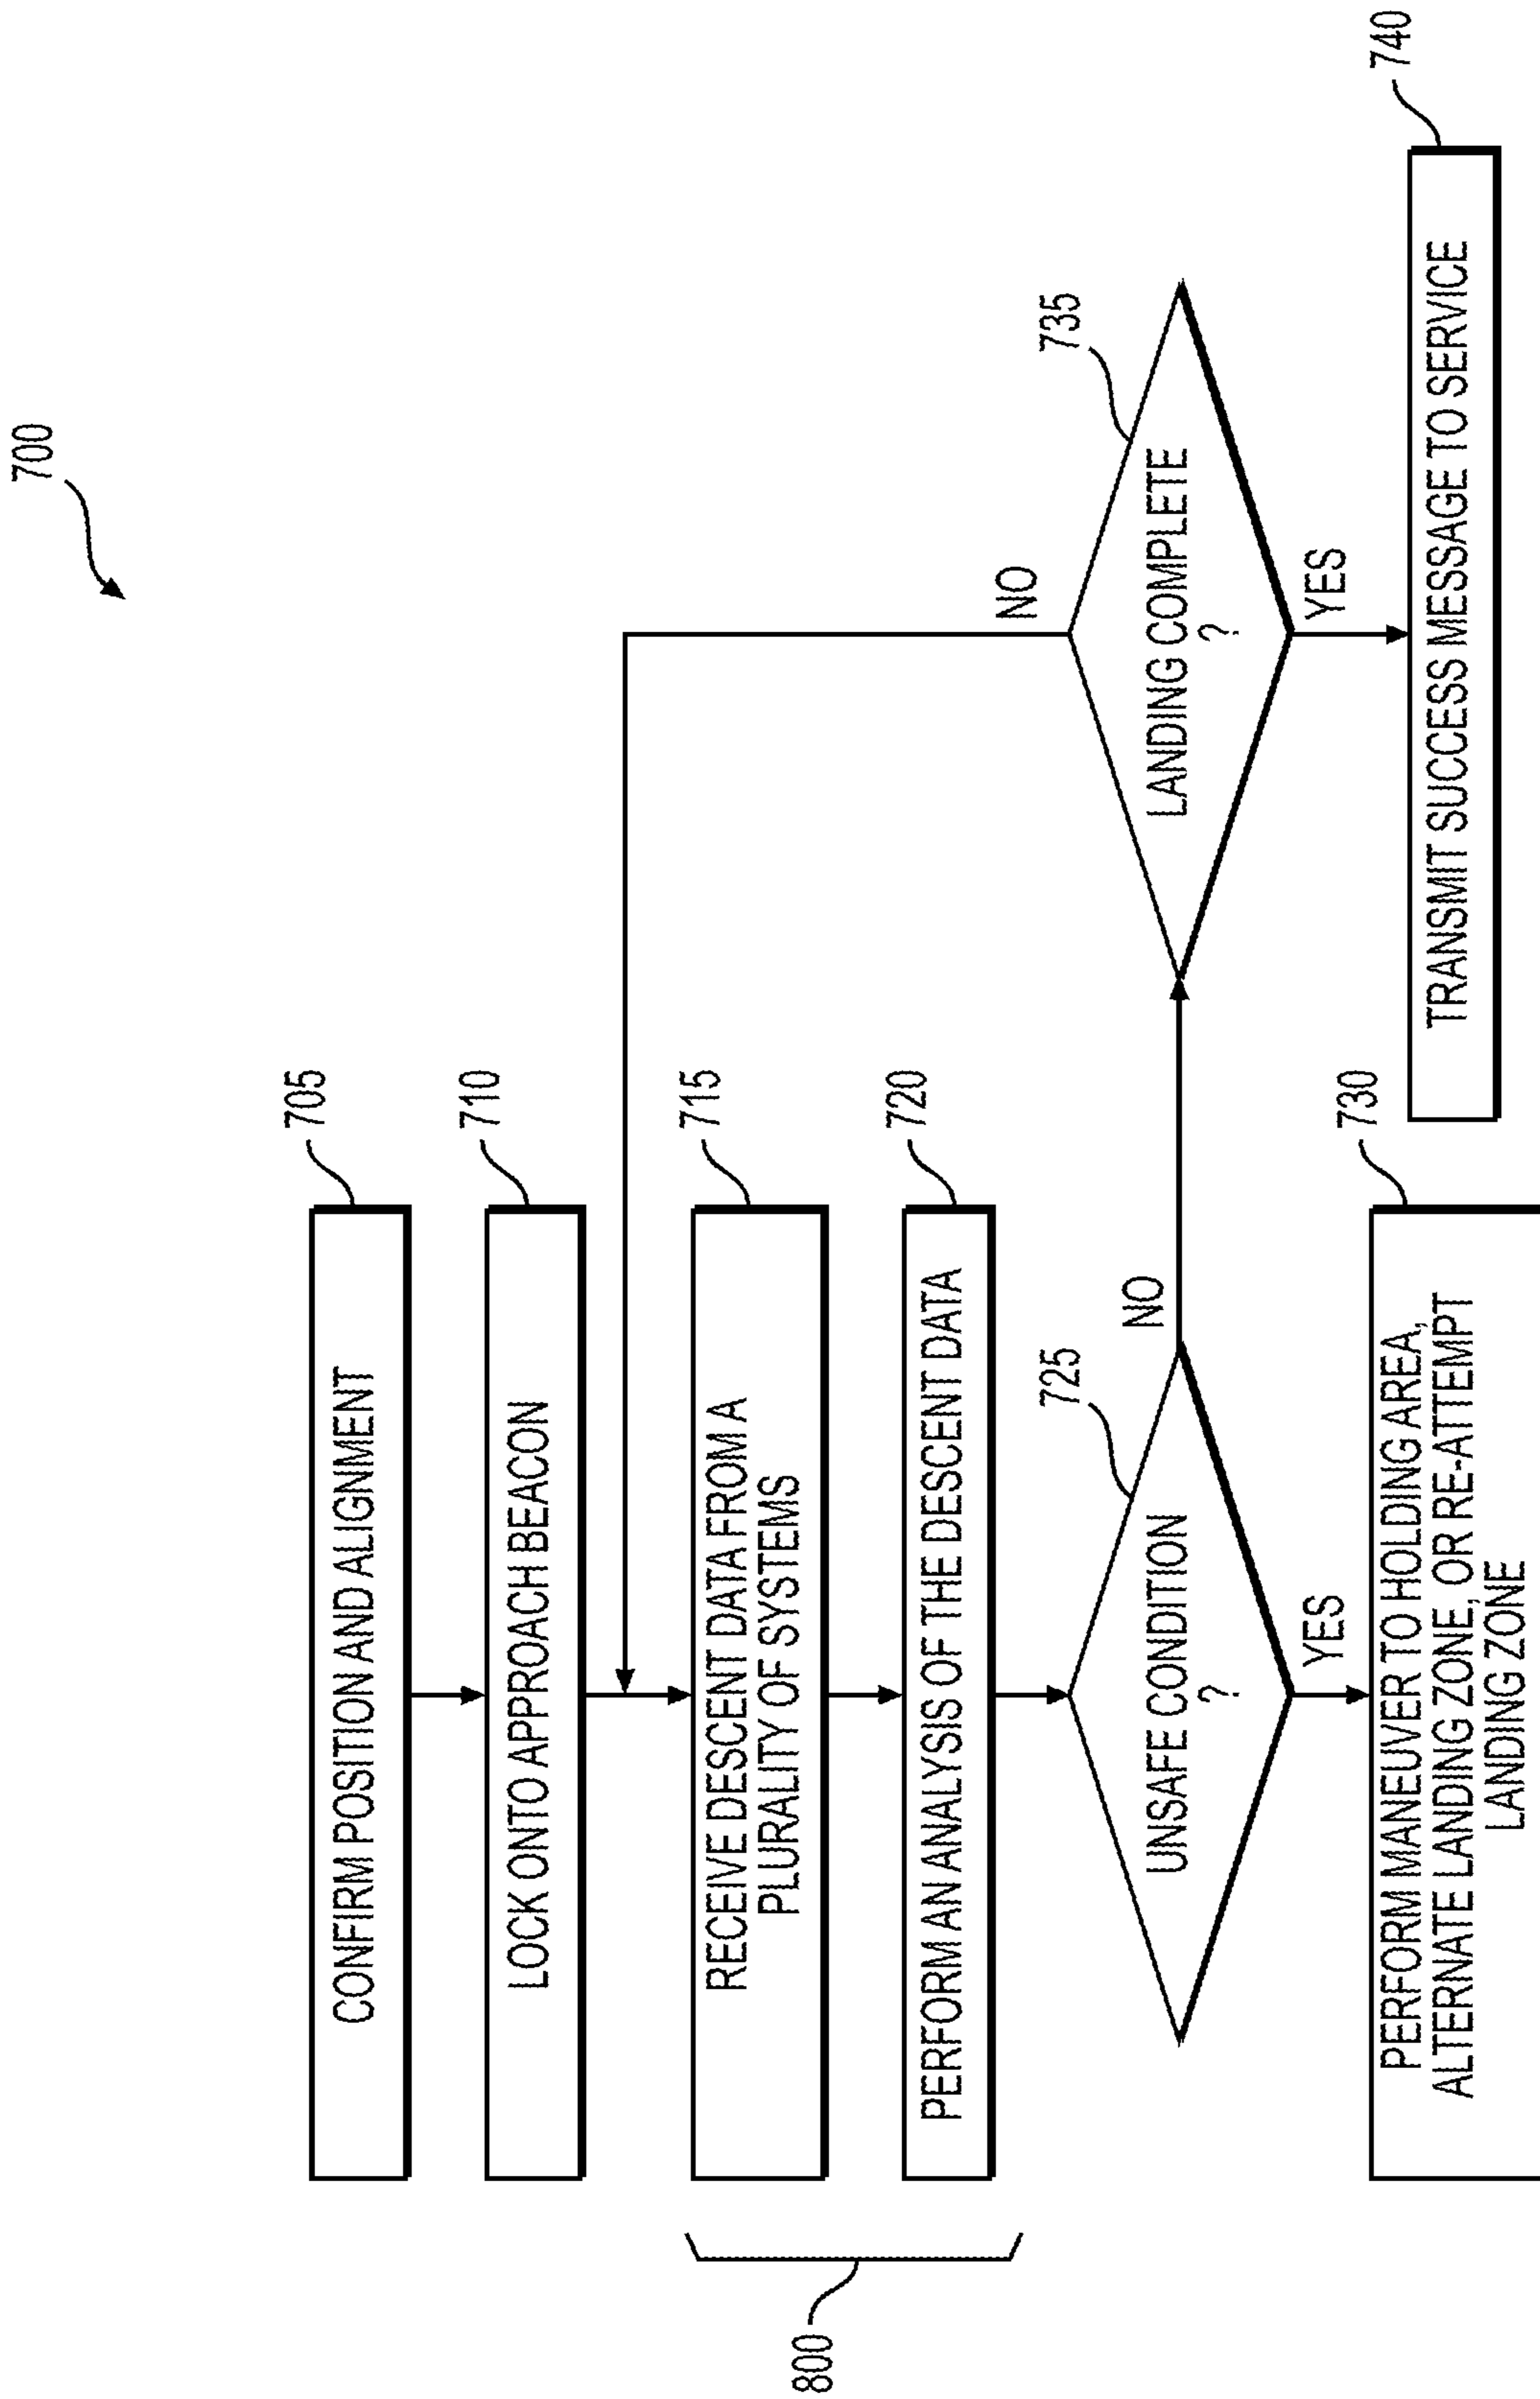 700
705
CONFIRM POSITION AND ALIGNMENT
710
LOCK ONTO APPROACH BEACON
715
RECEIVE DESCENT DATA FROM A
PLURALITY OF SYSTEMS
720
PERFORM AN ANALYSIS OF THE DESCENT DATA
800
725
UNSAFE CONDITION
?
NO
YES
730
PERFORM MANEUVER TO HOLDING AREA,
ALTERNATE LANDING ZONE, OR RE-ATTEMPT
LANDING ZONE
735
LANDING COMPLETE
?
NO
YES
740
TRANSMIT SUCCESS MESSAGE TO SERVICE